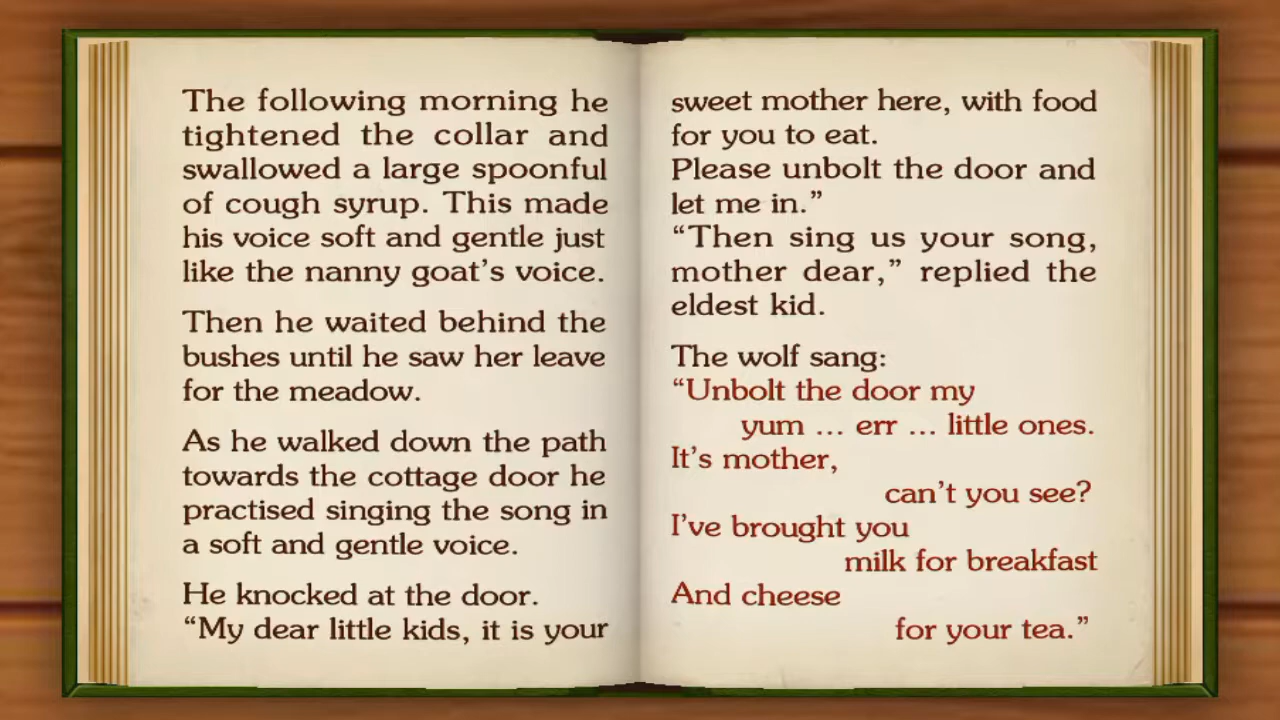 The following morning he
tightened the collar and
swallowed a large spoonful
of cough syrup. This made
his voice soft and gentle just
like the nanny goat's voice.
Then he waited behind the
bushes until he saw her leave
for the meadow.
As he walked down the path
towards the cottage door he
practised singing the song in
a soft and gentle voice.
He knocked at the door.
“My dear little kids, it is your
sweet mother here, with food
for you to eat.
Please unbolt the door and
let me in.”
“Then sing us your song,
mother dear,” replied the
eldest kid.
The wolf sang:
“Unbolt the door my
yum ... err ... little ones.
It's mother,
can't you see?
I've brought you
milk for breakfast
And cheese
for your tea.”